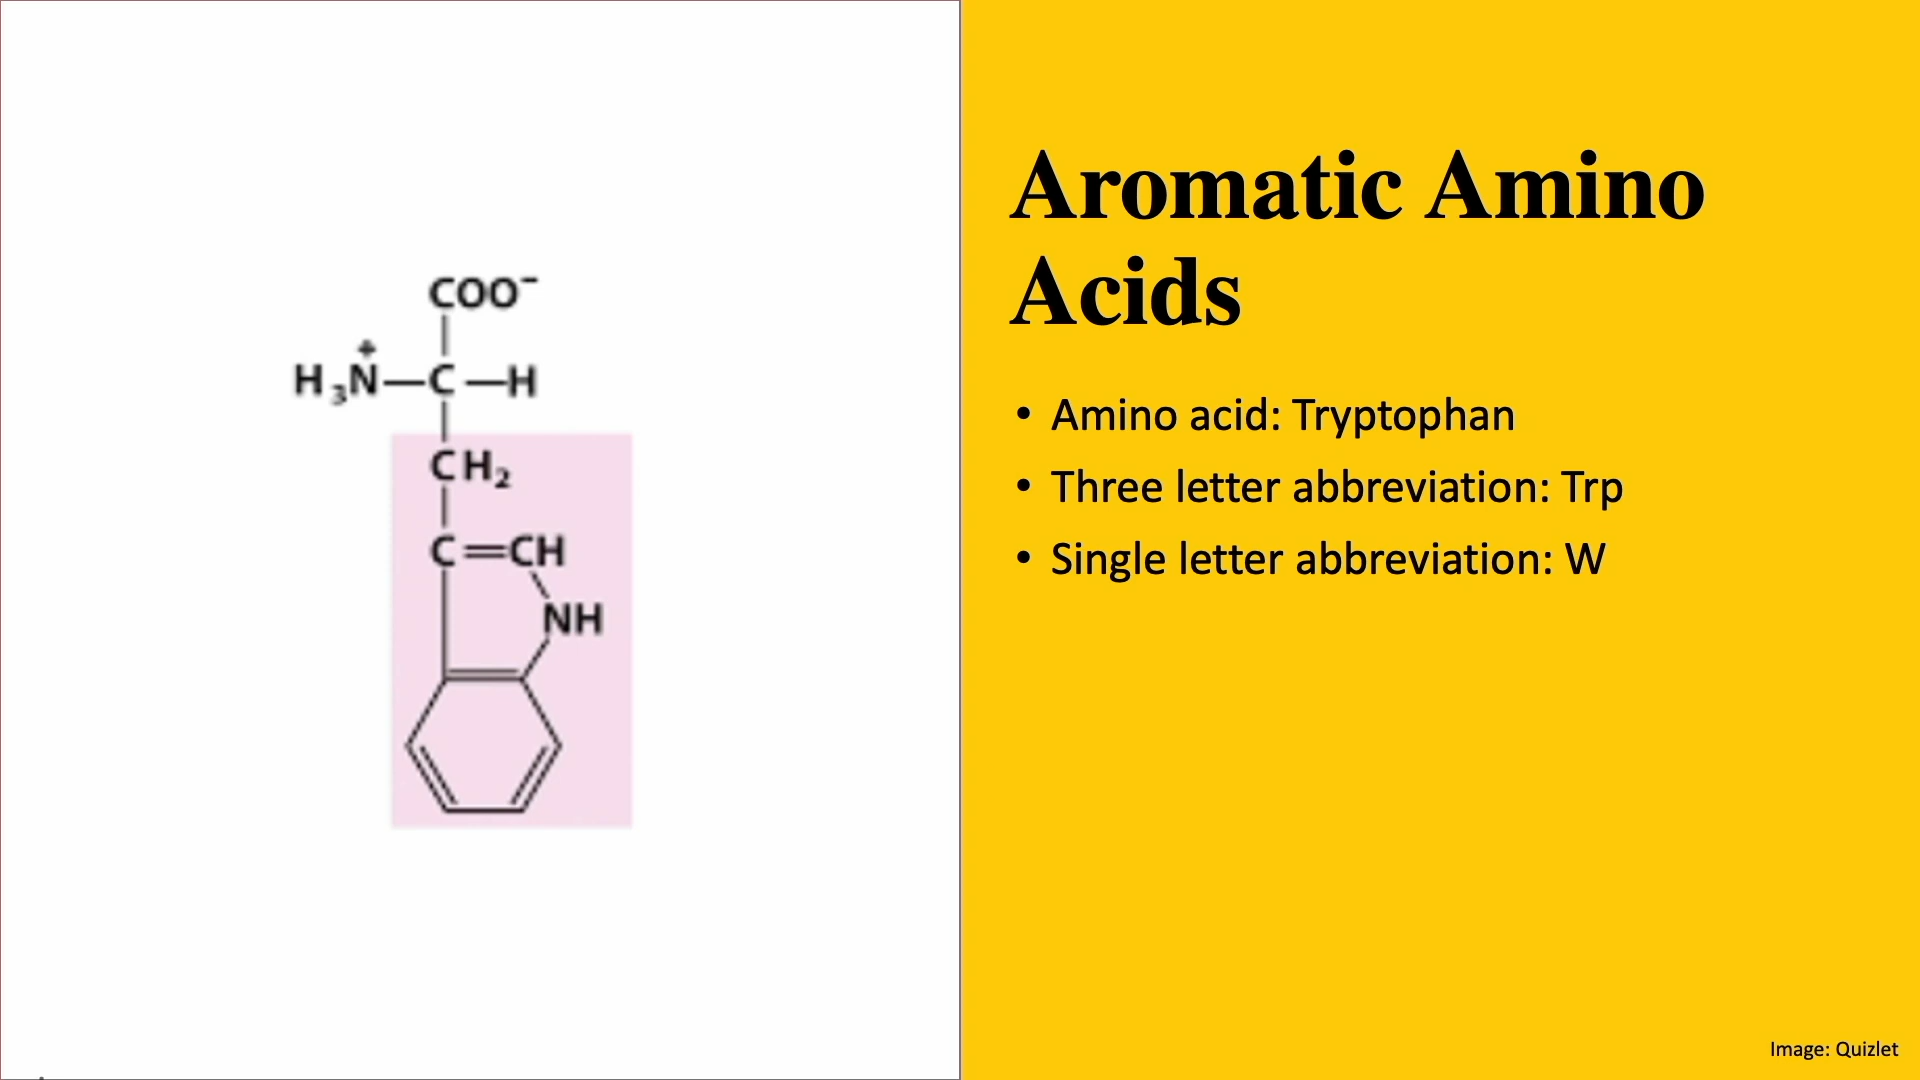 COO⁻
H₃N⁺—C—H
CH₂
C=CH
NH
Aromatic Amino
Acids
• Amino acid: Tryptophan
• Three letter abbreviation: Trp
• Single letter abbreviation: W
Image: Quizlet